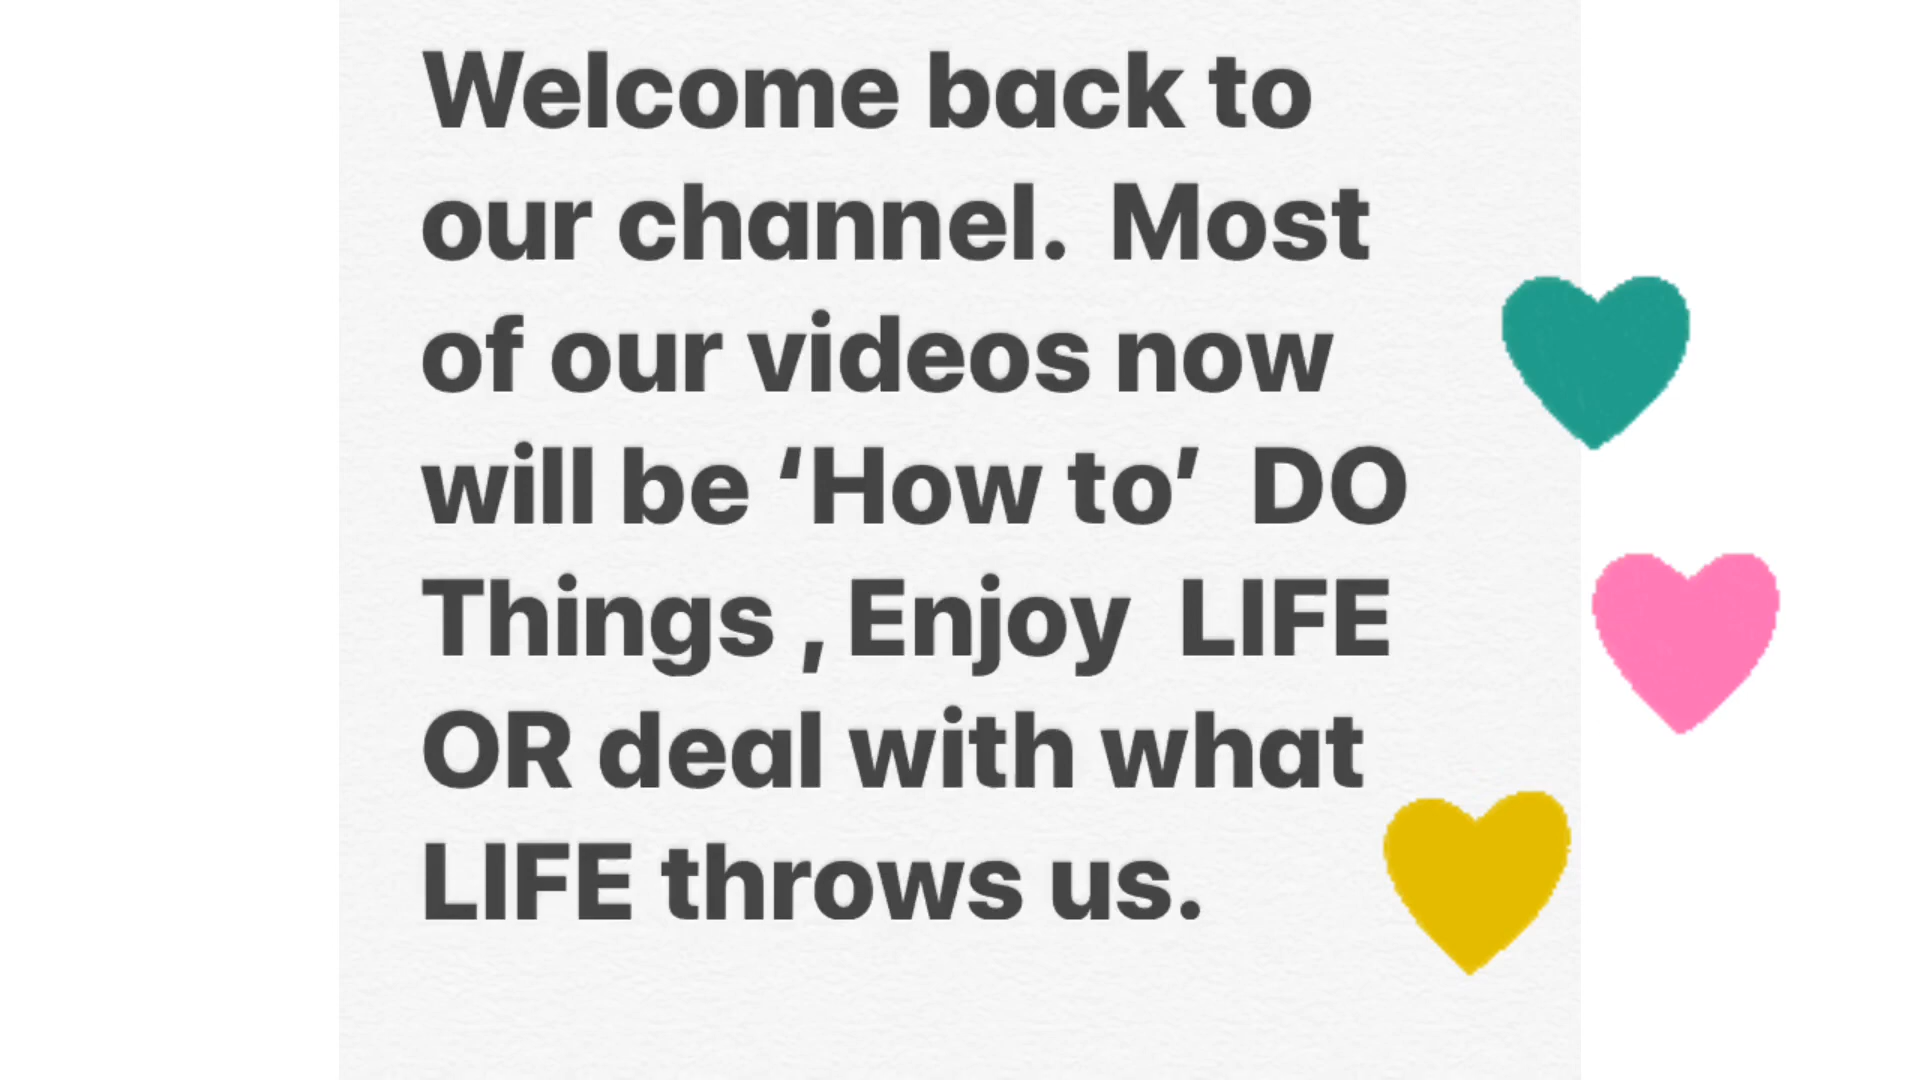 Welcome back to
our channel. Most
of our videos now
will be ‘How to’ DO
Things , Enjoy LIFE
OR deal with what
LIFE throws us.